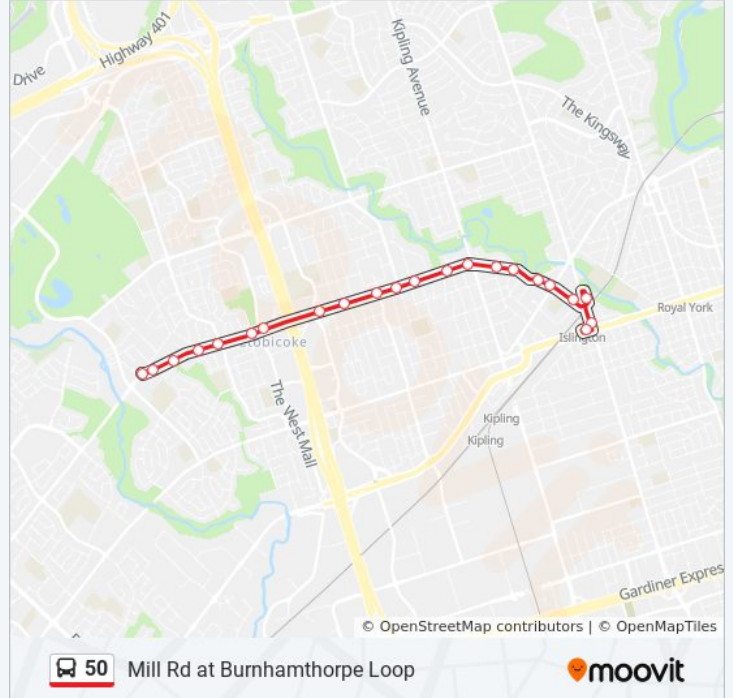 Highway 401
Drive
Kipling Avenue
The Kingsway
Royal York
Islington
Etobicoke
The West Mall
Kipling
Kipling
Gardiner Expres
© OpenStreetMap contributors | © OpenMapTiles
50 Mill Rd at Burnhamthorpe Loop
moovit